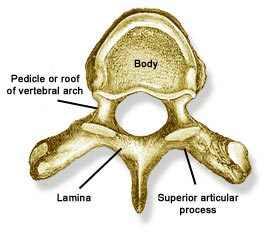 Body
Pedicle or roof
of vertebral arch
Lamina
Superior articular
process